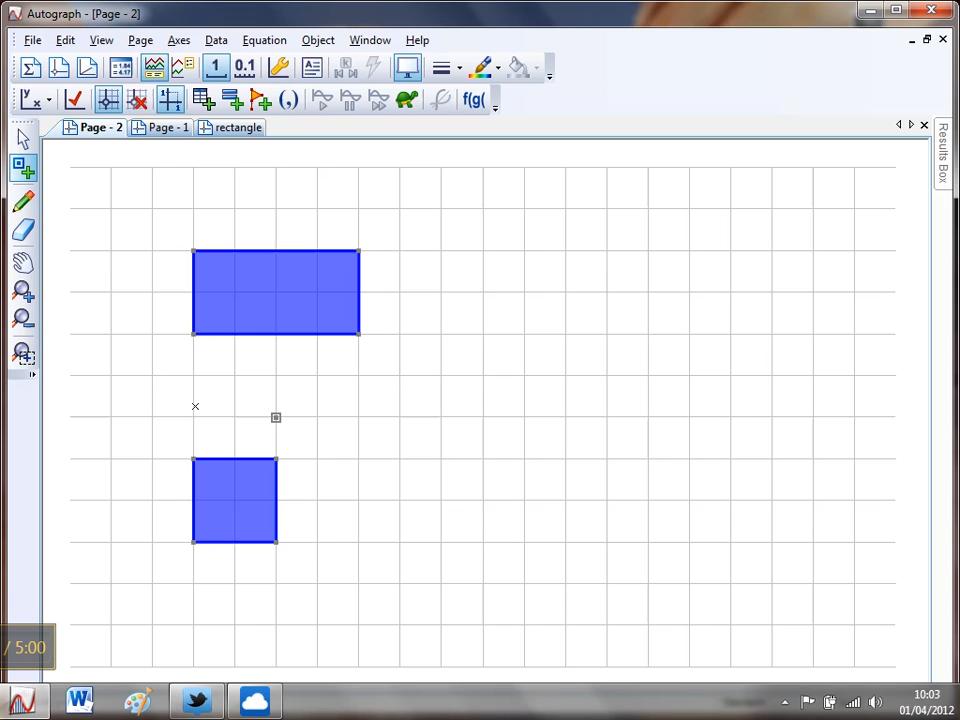 Autograph - [Page - 2]
File Edit View Page Axes Data Equation Object Window Help
1 0.1
y x f(g(
Page - 2 Page - 1 rectangle
Results Box
/ 5:00
10:03
01/04/2012